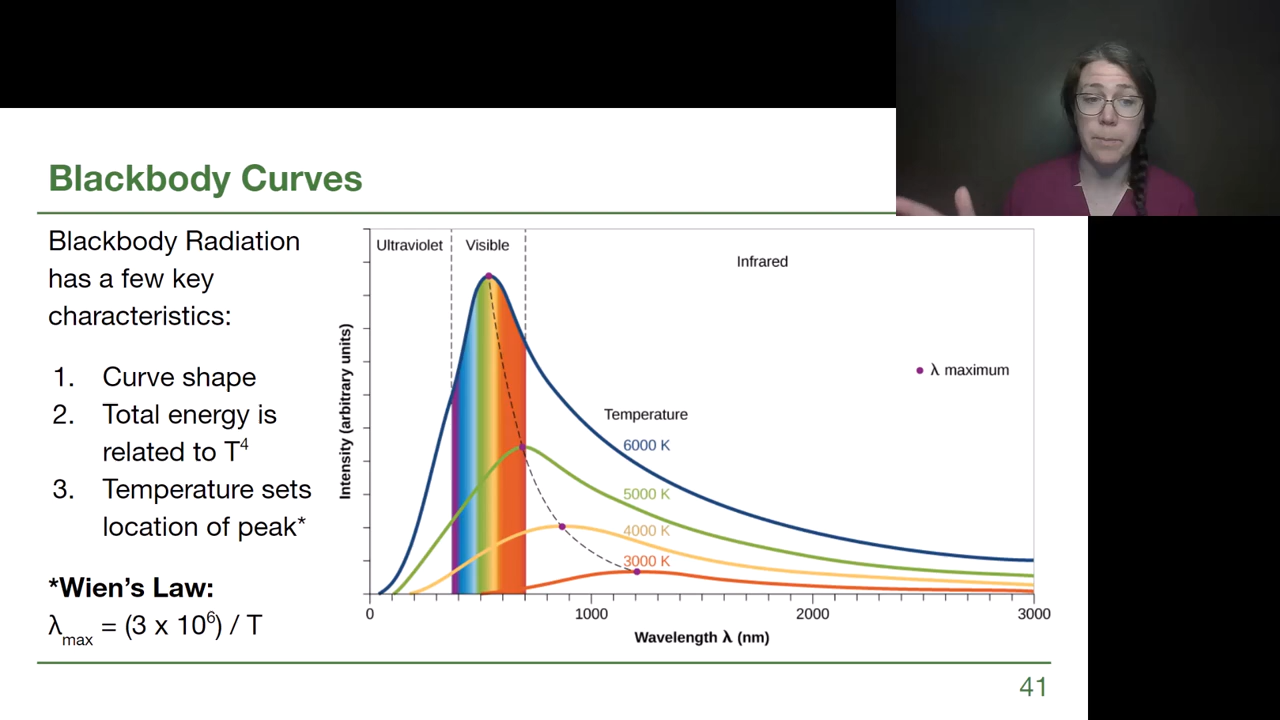 Blackbody Curves
Blackbody Radiation
has a few key
characteristics:
1. Curve shape
2. Total energy is
related to T⁴
3. Temperature sets
location of peak*
*Wien’s Law:
λmax = (3 x 10⁶) / T
Ultraviolet
Visible
Infrared
λ maximum
Temperature
6000 K
5000 K
4000 K
3000 K
Intensity (arbitrary units)
0 1000 2000 3000
Wavelength λ (nm)
41